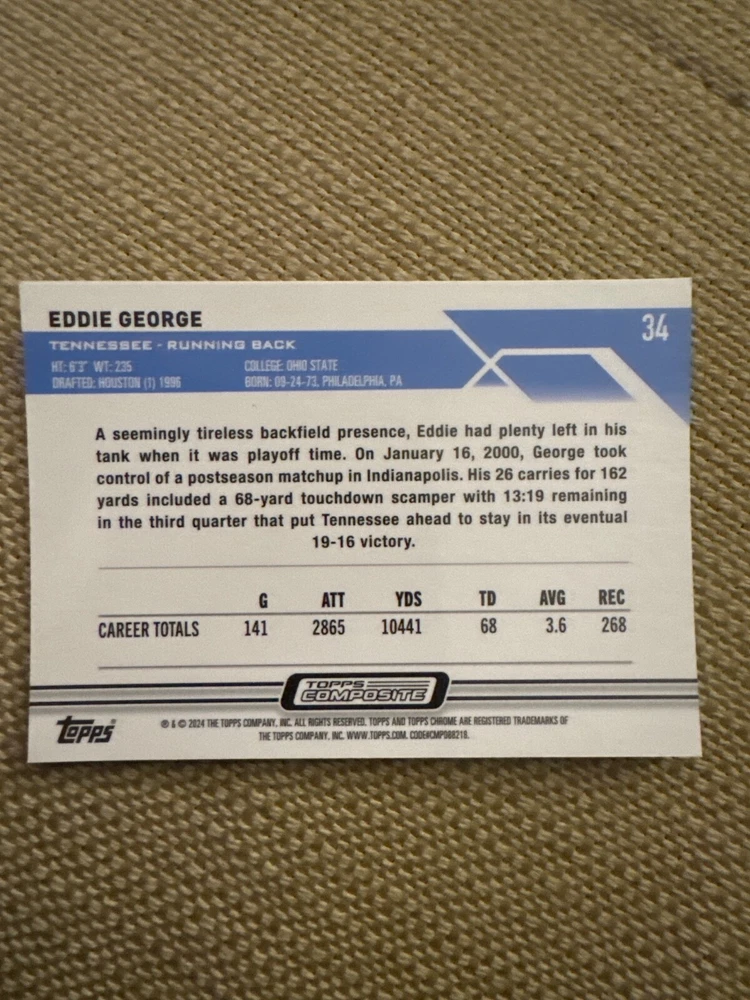 EDDIE GEORGE
34
TENNESSEE - RUNNING BACK
HT: 6'3" WT: 235
COLLEGE: OHIO STATE
DRAFTED: HOUSTON (1) 1996
BORN: 09-24-73, PHILADELPHIA, PA
A seemingly tireless backfield presence, Eddie had plenty left in his
tank when it was playoff time. On January 16, 2000, George took
control of a postseason matchup in Indianapolis. His 26 carries for 162
yards included a 68-yard touchdown scamper with 13:19 remaining
in the third quarter that put Tennessee ahead to stay in its eventual
19-16 victory.
G ATT YDS TD AVG REC
CAREER TOTALS 141 2865 10441 68 3.6 268
TOPPS
COMPOSITE
Topps
® & © 2024 THE TOPPS COMPANY, INC. ALL RIGHTS RESERVED. TOPPS AND TOPPS CHROME ARE REGISTERED TRADEMARKS OF
THE TOPPS COMPANY, INC. WWW.TOPPS.COM. CODE#CMP088218.